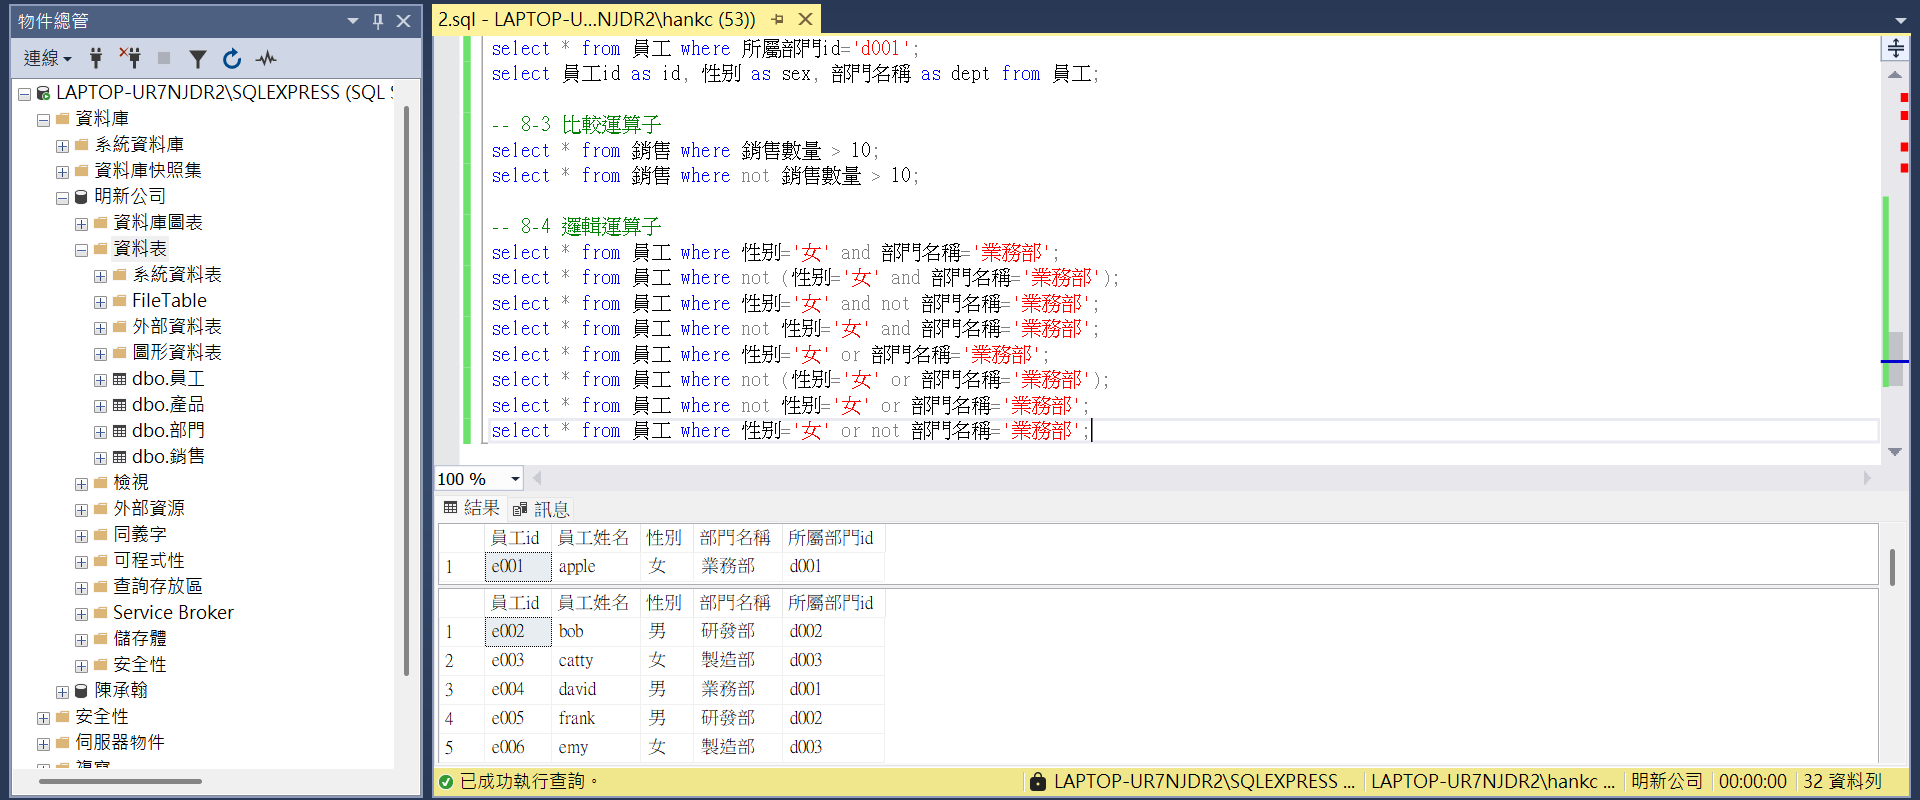 物件總管
連線
LAPTOP-UR7NJDR2\SQLEXPRESS (SQL S
資料庫
系統資料庫
資料庫快照集
明新公司
資料庫圖表
資料表
系統資料表
FileTable
外部資料表
圖形資料表
dbo.員工
dbo.產品
dbo.部門
dbo.銷售
檢視
外部資源
同義字
可程式性
查詢存放區
Service Broker
儲存體
安全性
陳承翰
安全性
伺服器物件
複寫
2.sql - LAPTOP-U...NJDR2\hankc (53))
select * from 員工 where 所屬部門id='d001';
select 員工id as id, 性別 as sex, 部門名稱 as dept from 員工;
-- 8-3 比較運算子
select * from 銷售 where 銷售數量 > 10;
select * from 銷售 where not 銷售數量 > 10;
-- 8-4 邏輯運算子
select * from 員工 where 性別='女' and 部門名稱='業務部';
select * from 員工 where not (性別='女' and 部門名稱='業務部');
select * from 員工 where 性別='女' and not 部門名稱='業務部';
select * from 員工 where not 性別='女' and 部門名稱='業務部';
select * from 員工 where 性別='女' or 部門名稱='業務部';
select * from 員工 where not (性別='女' or 部門名稱='業務部');
select * from 員工 where not 性別='女' or 部門名稱='業務部';
select * from 員工 where 性別='女' or not 部門名稱='業務部';
100 %
結果 訊息
員工id 員工姓名 性別 部門名稱 所屬部門id
1 e001 apple 女 業務部 d001
員工id 員工姓名 性別 部門名稱 所屬部門id
1 e002 bob 男 研發部 d002
2 e003 catty 女 製造部 d003
3 e004 david 男 業務部 d001
4 e005 frank 男 研發部 d002
5 e006 emy 女 製造部 d003
已成功執行查詢。 LAPTOP-UR7NJDR2\SQLEXPRESS ... LAPTOP-UR7NJDR2\hankc ... 明新公司 00:00:00 32 資料列